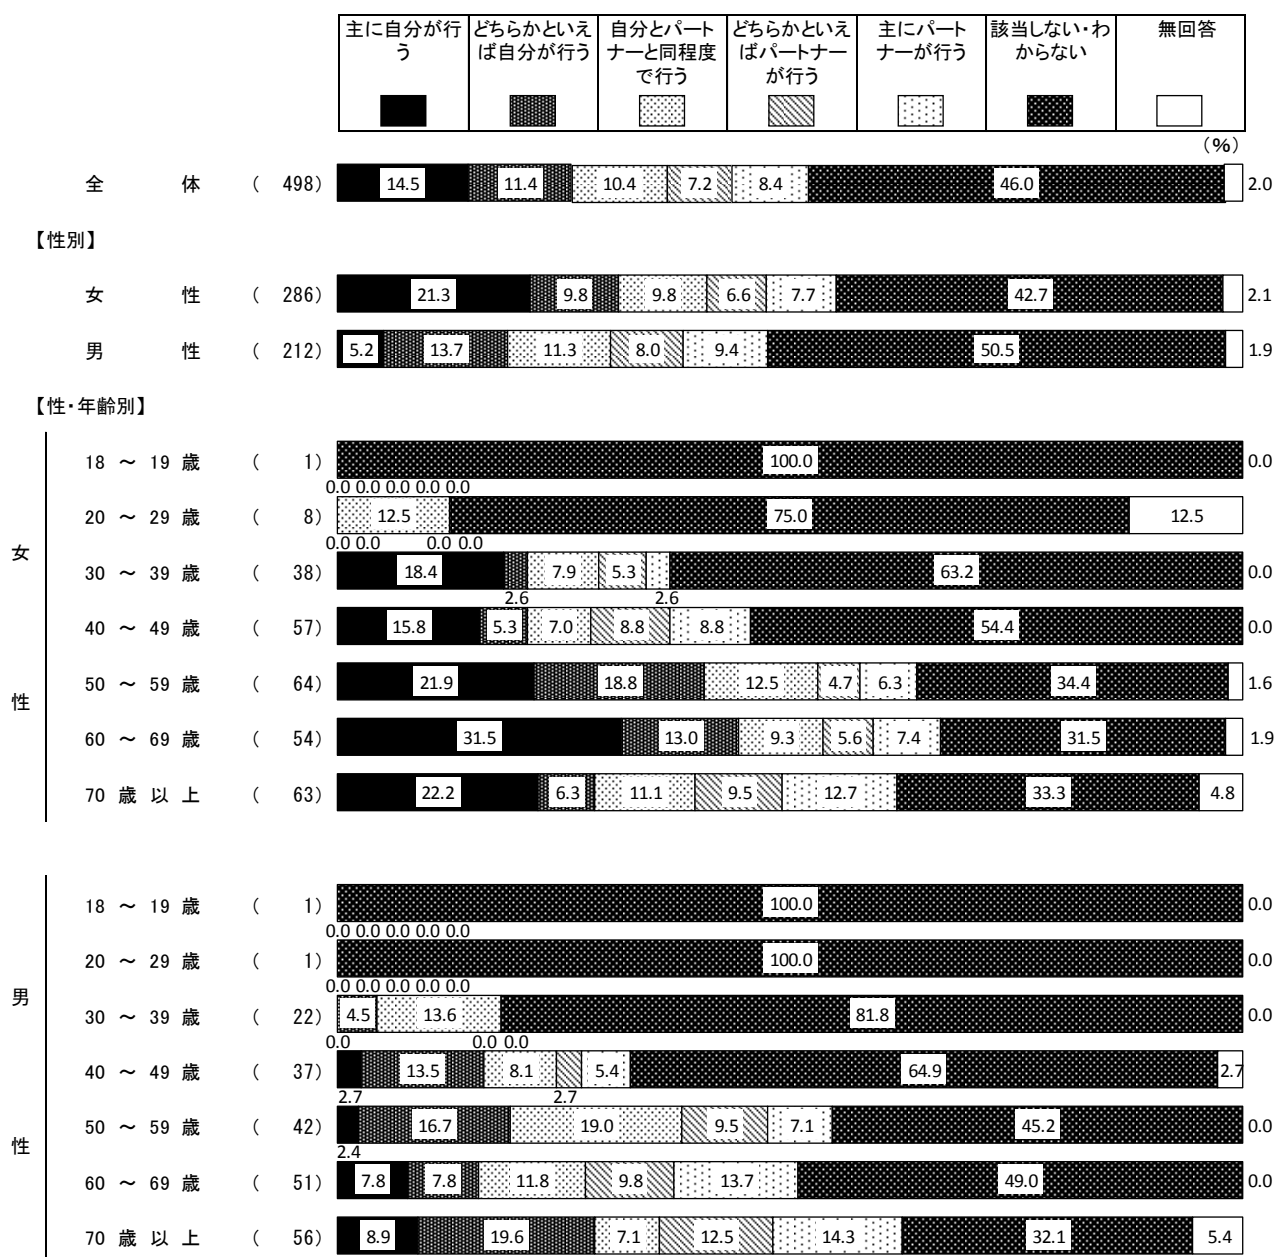 主に自分が行う
どちらかといえば自分が行う
自分とパートナーと同程度で行う
どちらかといえばパートナーが行う
主にパートナーが行う
該当しない・わからない
無回答
(%)
全 体 ( 498) 14.5 11.4 10.4 7.2 8.4 46.0 2.0
【性別】
女 性 ( 286) 21.3 9.8 9.8 6.6 7.7 42.7 2.1
男 性 ( 212) 5.2 13.7 11.3 8.0 9.4 50.5 1.9
【性・年齢別】
女性
18 ～ 19 歳 ( 1) 100.0 0.0
0.0 0.0 0.0 0.0 0.0
20 ～ 29 歳 ( 8) 12.5 75.0 12.5
0.0 0.0 0.0 0.0
30 ～ 39 歳 ( 38) 18.4 7.9 5.3 63.2 0.0
2.6 2.6
40 ～ 49 歳 ( 57) 15.8 5.3 7.0 8.8 8.8 54.4 0.0
50 ～ 59 歳 ( 64) 21.9 18.8 12.5 4.7 6.3 34.4 1.6
60 ～ 69 歳 ( 54) 31.5 13.0 9.3 5.6 7.4 31.5 1.9
70 歳 以 上 ( 63) 22.2 6.3 11.1 9.5 12.7 33.3 4.8
男性
18 ～ 19 歳 ( 1) 100.0 0.0
0.0 0.0 0.0 0.0 0.0
20 ～ 29 歳 ( 1) 100.0 0.0
0.0 0.0 0.0 0.0 0.0
30 ～ 39 歳 ( 22) 4.5 13.6 81.8 0.0
0.0 0.0 0.0
40 ～ 49 歳 ( 37) 13.5 8.1 5.4 64.9 2.7
2.7 2.7
50 ～ 59 歳 ( 42) 16.7 19.0 9.5 7.1 45.2 0.0
2.4
60 ～ 69 歳 ( 51) 7.8 7.8 11.8 9.8 13.7 49.0 0.0
70 歳 以 上 ( 56) 8.9 19.6 7.1 12.5 14.3 32.1 5.4